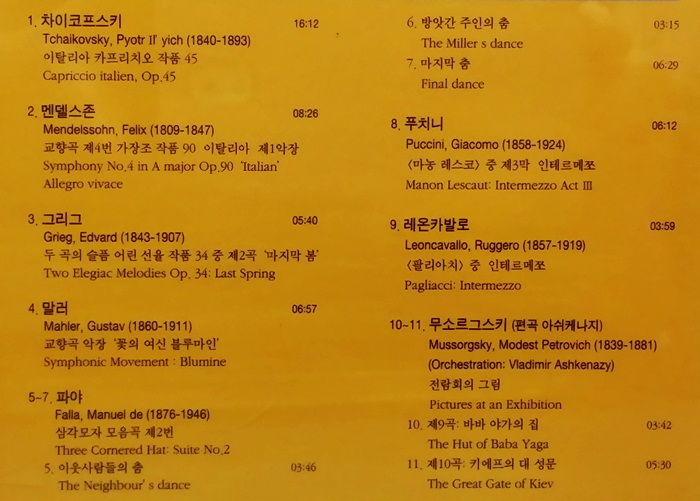 1. 차이코프스키 16:12
Tchaikovsky, Pyotr Il' yich (1840-1893)
이탈리아 카프리치오 작품 45
Capriccio italien, Op.45
2. 멘델스존 08:26
Mendelssohn, Felix (1809-1847)
교향곡 제4번 가장조 작품 90 이탈리아 제1악장
Symphony No.4 in A major Op.90 ‘Italian’
Allegro vivace
3. 그리그 05:40
Grieg, Edvard (1843-1907)
두 곡의 슬픔 어린 선율 작품 34 중 제2곡 ‘마지막 봄’
Two Elegiac Melodies Op. 34: Last Spring
4. 말러 06:57
Mahler, Gustav (1860-1911)
교향곡 악장 ‘꽃의 여신 블루마인’
Symphonic Movement : Blumine
5~7. 파야
Falla, Manuel de (1876-1946)
삼각모자 모음곡 제2번
Three Cornered Hat: Suite No.2
5. 이웃사람들의 춤 03:46
The Neighbour' s dance
6. 방앗간 주인의 춤 03:15
The Miller s dance
7. 마지막 춤 06:29
Final dance
8. 푸치니 06:12
Puccini, Giacomo (1858-1924)
〈마농 레스코〉 중 제3막 인테르메쪼
Manon Lescaut: Intermezzo Act III
9. 레온카발로 03:59
Leoncavallo, Ruggero (1857-1919)
〈팔리아치〉 중 인테르메쪼
Pagliacci: Intermezzo
10~11. 무소르그스키 (편곡 아쉬케나지)
Mussorgsky, Modest Petrovich (1839-1881)
(Orchestration: Vladimir Ashkenazy)
전람회의 그림
Pictures at an Exhibition
10. 제9곡: 바바 야가의 집 03:42
The Hut of Baba Yaga
11. 제10곡: 키에프의 대 성문 05:30
The Great Gate of Kiev